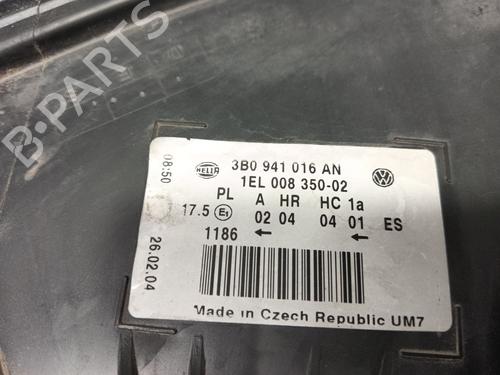 B-PARTS
HELLA
3B0 941 016 AN
1EL 008 350-02
PL A HR HC 1a
17.5 E1 02 04 04 01 ES
1186 ← ←
08:50
26.02.04
Made in Czech Republic UM7